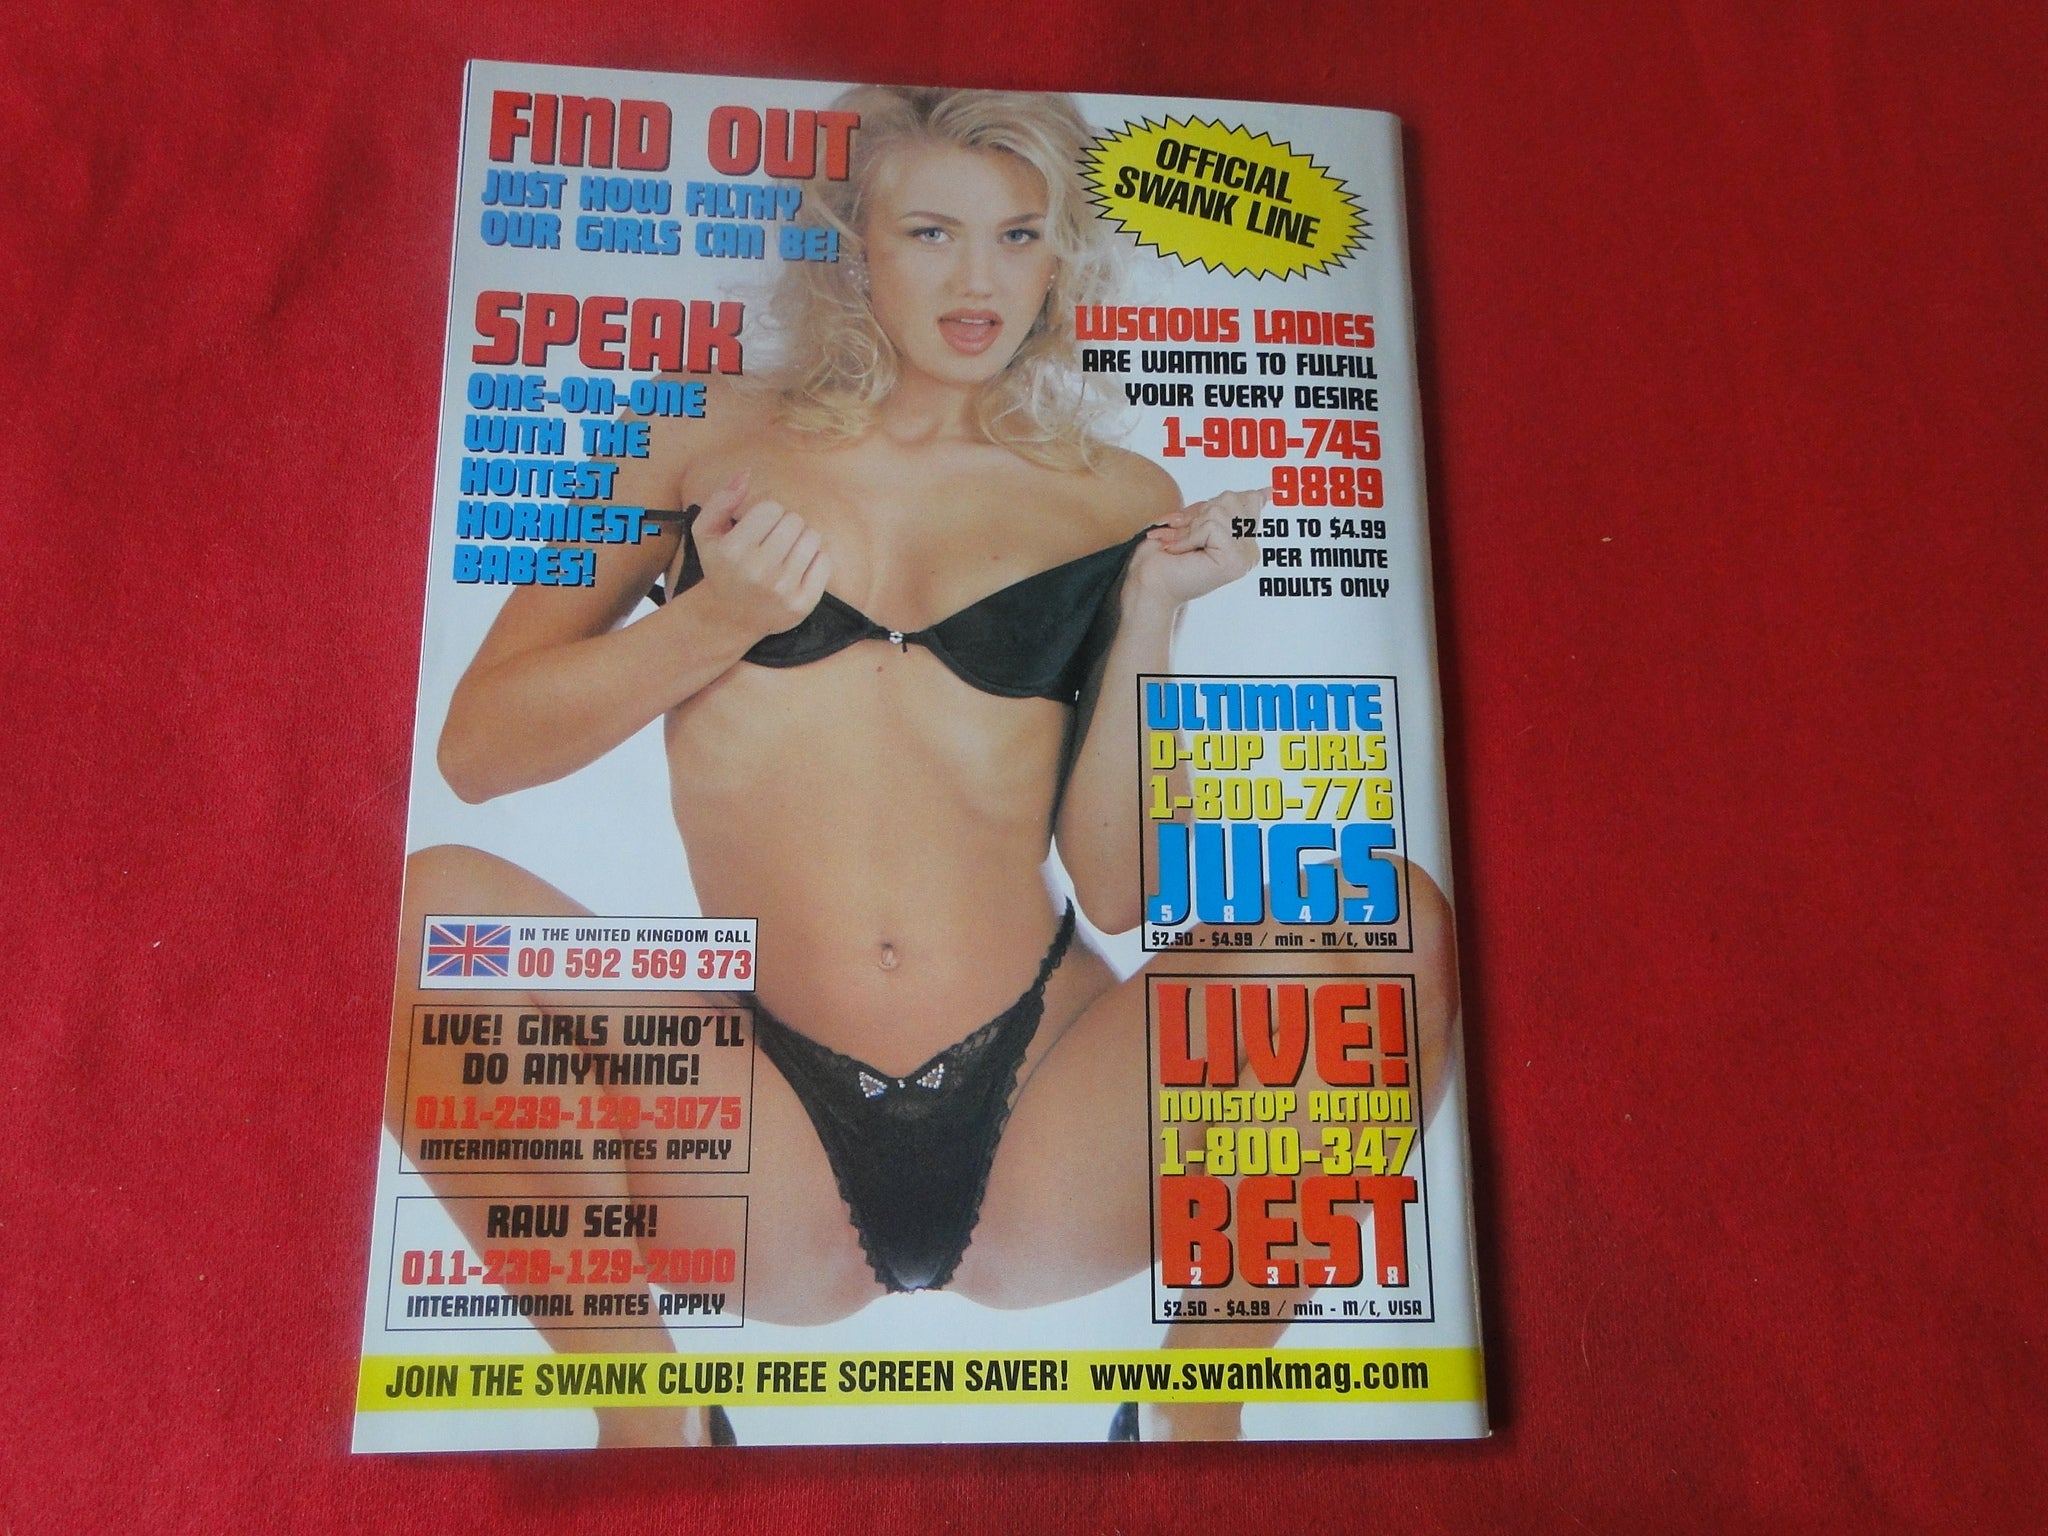 FIND OUT
JUST HOW FILTHY
OUR GIRLS CAN BE!
SPEAK
ONE-ON-ONE
WITH THE
HOTTEST
HORNIEST-
BABES!
OFFICIAL
SWANK LINE
LUSCIOUS LADIES
ARE WAITING TO FULFILL
YOUR EVERY DESIRE
1-900-745
9889
$2.50 TO $4.99
PER MINUTE
ADULTS ONLY
ULTIMATE
D-CUP GIRLS
1-800-776
JUGS
5 8 4 7
$2.50 - $4.99 / min - M/C, VISA
IN THE UNITED KINGDOM CALL
00 592 569 373
LIVE! GIRLS WHO'LL
DO ANYTHING!
011-239-129-3075
INTERNATIONAL RATES APPLY
RAW SEX!
011-239-129-2000
INTERNATIONAL RATES APPLY
LIVE!
NONSTOP ACTION
1-800-347
BEST
2 3 7 8
$2.50 - $4.99 / min - M/C, VISA
JOIN THE SWANK CLUB! FREE SCREEN SAVER! www.swankmag.com